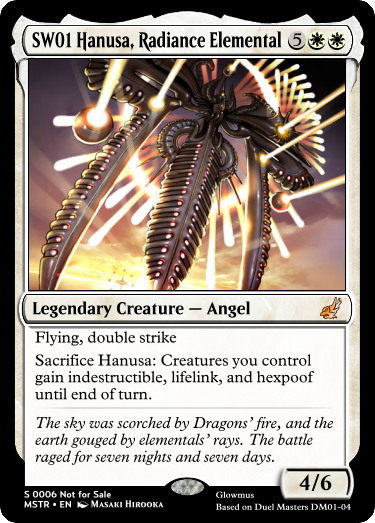 SW01 Hanusa, Radiance Elemental 5
Legendary Creature — Angel
Flying, double strike
Sacrifice Hanusa: Creatures you control
gain indestructible, lifelink, and hexpoof
until end of turn.
The sky was scorched by Dragons' fire, and the
earth gouged by elementals' rays. The battle
raged for seven nights and seven days.
4/6
S 0006 Not for Sale
MSTR • EN Masaki Hirooka
Glowmus
Based on Duel Masters DM01-04